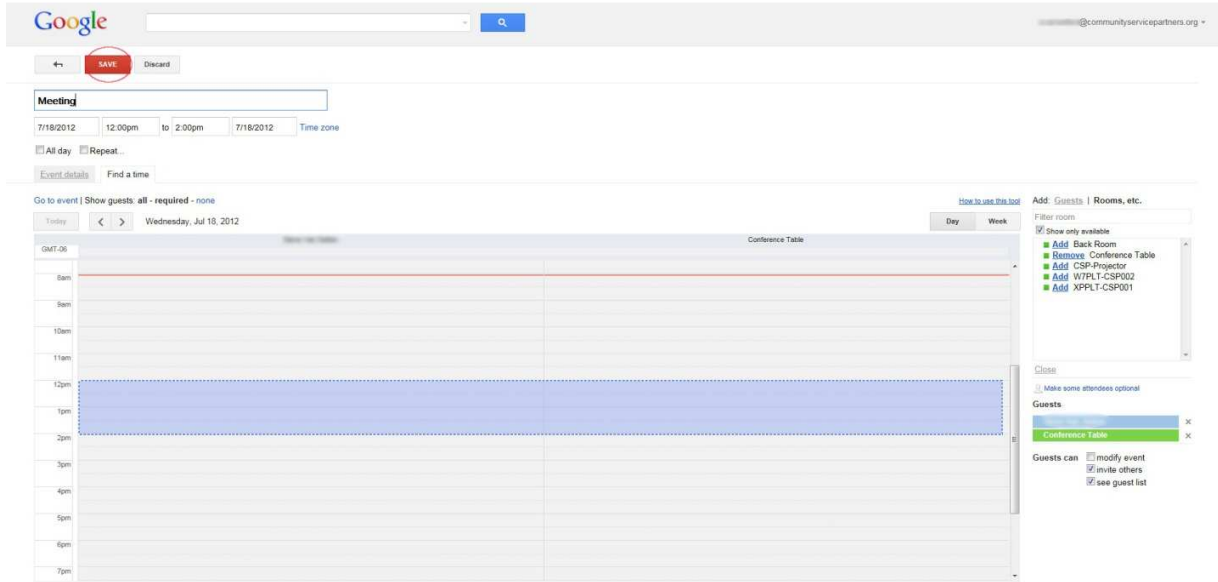 Google
@communityservicepartners.org
SAVE Discard
Meeting
7/18/2012 12:00pm to 2:00pm 7/18/2012 Time zone
All day Repeat...
Event details Find a time
Go to event | Show guests: all - required - none
How to use this tool
Today Wednesday, Jul 18, 2012
Day Week
Conference Table
GMT-06
8am
9am
10am
11am
12pm
1pm
2pm
3pm
4pm
5pm
6pm
7pm
Add: Guests | Rooms, etc.
Filter room
Show only available
Add Back Room
Remove Conference Table
Add CSP-Projector
Add W7PLT-CSP002
Add XPPLT-CSP001
Close
Make some attendees optional
Guests
Conference Table
Guests can modify event
invite others
see guest list